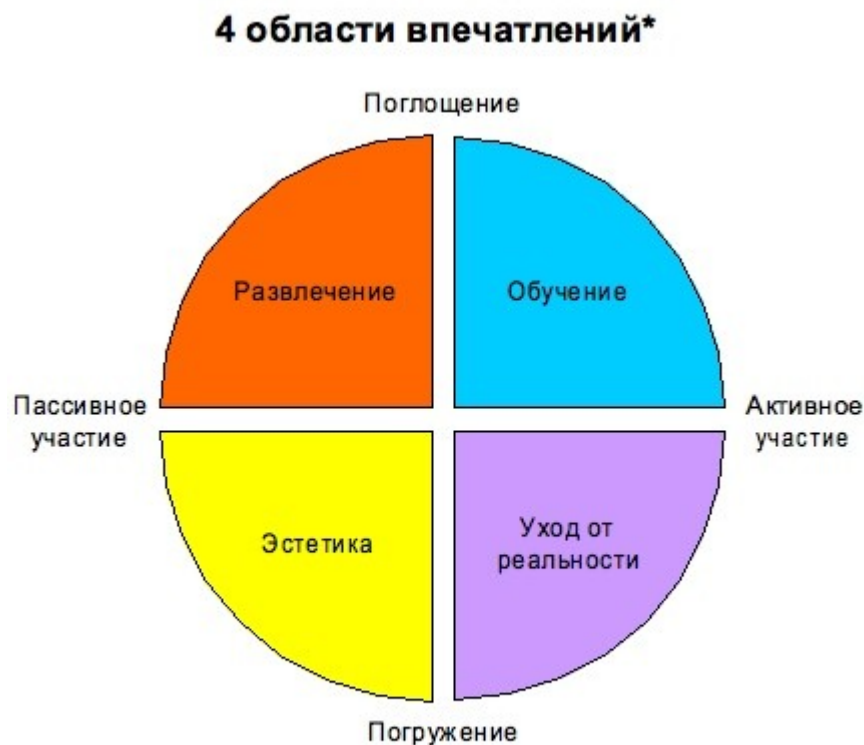 4 области впечатлений*
Поглощение
Развлечение
Обучение
Пассивное
участие
Активное
участие
Эстетика
Уход от
реальности
Погружение